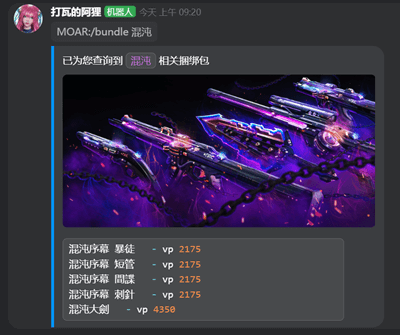 打瓦的阿狸 机器人 今天 上午 09:20
MOAR:/bundle 混沌
已为您查询到 混沌 相关捆绑包
混沌序幕 暴徒 - vp 2175
混沌序幕 短管 - vp 2175
混沌序幕 間諜 - vp 2175
混沌序幕 刺針 - vp 2175
混沌大劍 - vp 4350